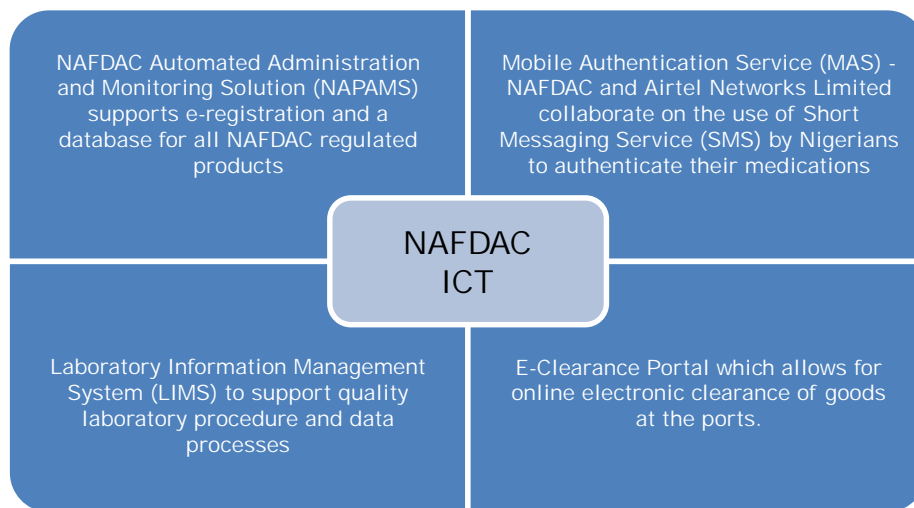 NAFDAC Automated Administration
and Monitoring Solution (NAPAMS)
supports e-registration and a
database for all NAFDAC regulated
products
Mobile Authentication Service (MAS) -
NAFDAC and Airtel Networks Limited
collaborate on the use of Short
Messaging Service (SMS) by Nigerians
to authenticate their medications
NAFDAC
ICT
Laboratory Information Management
System (LIMS) to support quality
laboratory procedure and data
processes
E-Clearance Portal which allows for
online electronic clearance of goods
at the ports.